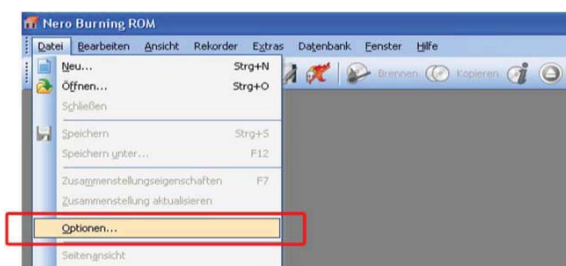 Nero Burning ROM
Datei Bearbeiten Ansicht Rekorder Extras Datenbank Fenster Hilfe
Brennen Kopieren
Neu... Strg+N
Öffnen... Strg+O
Schließen
Speichern Strg+S
Speichern unter... F12
Zusammenstellungseigenschaften F7
Zusammenstellung aktualisieren
Optionen...
Seitenansicht